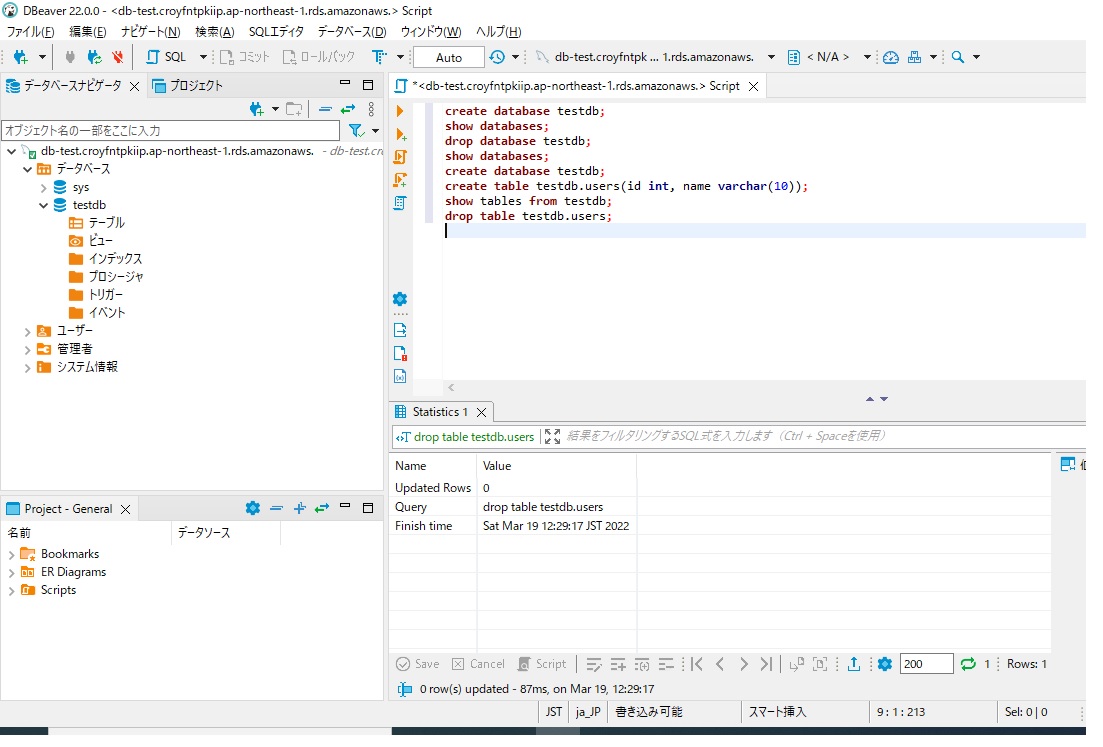 DBeaver 22.0.0 - <db-test.croyfntpkiip.ap-northeast-1.rds.amazonaws.> Script
ファイル(F) 編集(E) ナビゲート(N) 検索(A) SQLエディタ データベース(D) ウィンドウ(W) ヘルプ(H)
SQL コミット ロールバック Auto db-test.croyfntpk ... 1.rds.amazonaws. < N/A >
データベースナビゲータ プロジェクト
オブジェクト名の一部をここに入力
db-test.croyfntpkiip.ap-northeast-1.rds.amazonaws. - db-test.cr
データベース
sys
testdb
テーブル
ビュー
インデックス
プロシージャ
トリガー
イベント
ユーザー
管理者
システム情報
Project - General
名前 データソース
Bookmarks
ER Diagrams
Scripts
*<db-test.croyfntpkiip.ap-northeast-1.rds.amazonaws.> Script
create database testdb;
show databases;
drop database testdb;
show databases;
create database testdb;
create table testdb.users(id int, name varchar(10));
show tables from testdb;
drop table testdb.users;
Statistics 1
drop table testdb.users 結果をフィルタリングするSQL式を入力します (Ctrl + Spaceを使用)
Name Value
Updated Rows 0
Query drop table testdb.users
Finish time Sat Mar 19 12:29:17 JST 2022
Save Cancel Script 200 1 Rows: 1
0 row(s) updated - 87ms, on Mar 19, 12:29:17
JST ja_JP 書き込み可能 スマート挿入 9 : 1 : 213 Sel: 0 | 0